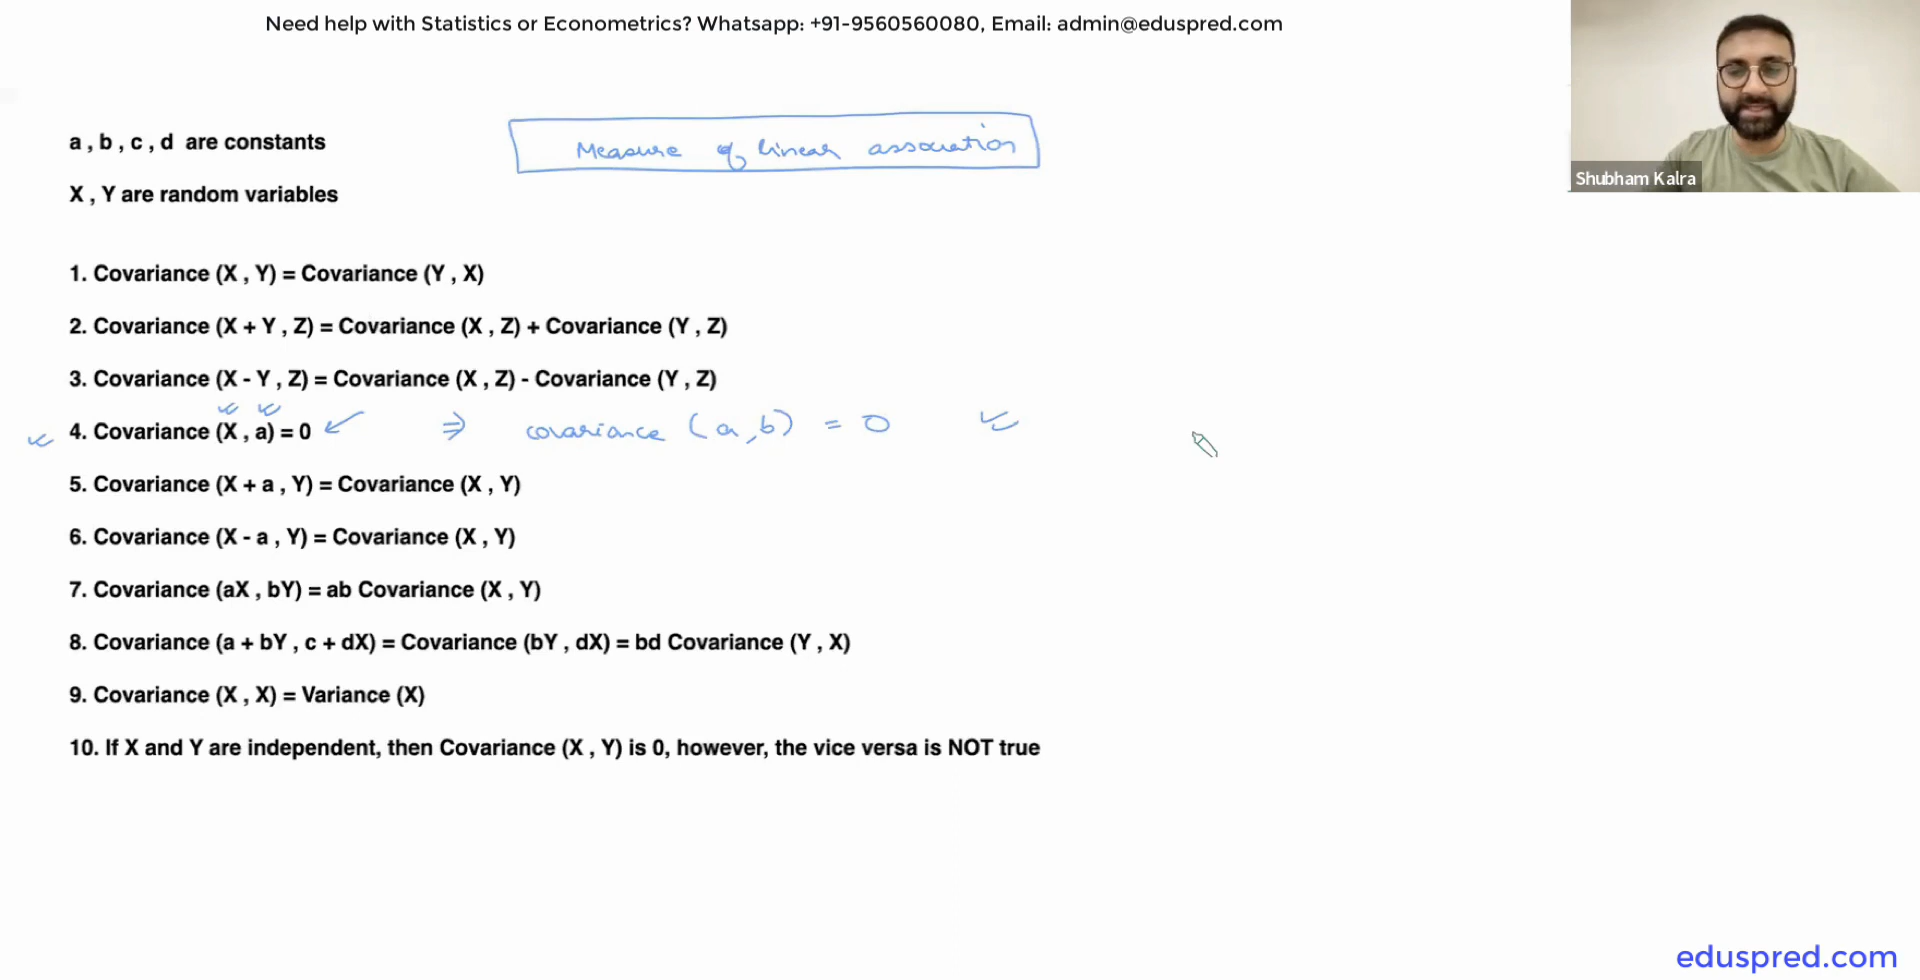 Need help with Statistics or Econometrics? Whatsapp: +91-9560560080, Email: admin@eduspred.com
Shubham Kalra
a , b , c , d are constants
Measure of linear association
X , Y are random variables
1. Covariance (X , Y) = Covariance (Y , X)
2. Covariance (X + Y , Z) = Covariance (X , Z) + Covariance (Y , Z)
3. Covariance (X - Y , Z) = Covariance (X , Z) - Covariance (Y , Z)
4. Covariance (X , a) = 0 ⇒ covariance (a, b) = 0
5. Covariance (X + a , Y) = Covariance (X , Y)
6. Covariance (X - a , Y) = Covariance (X , Y)
7. Covariance (aX , bY) = ab Covariance (X , Y)
8. Covariance (a + bY , c + dX) = Covariance (bY , dX) = bd Covariance (Y , X)
9. Covariance (X , X) = Variance (X)
10. If X and Y are independent, then Covariance (X , Y) is 0, however, the vice versa is NOT true
eduspred.com